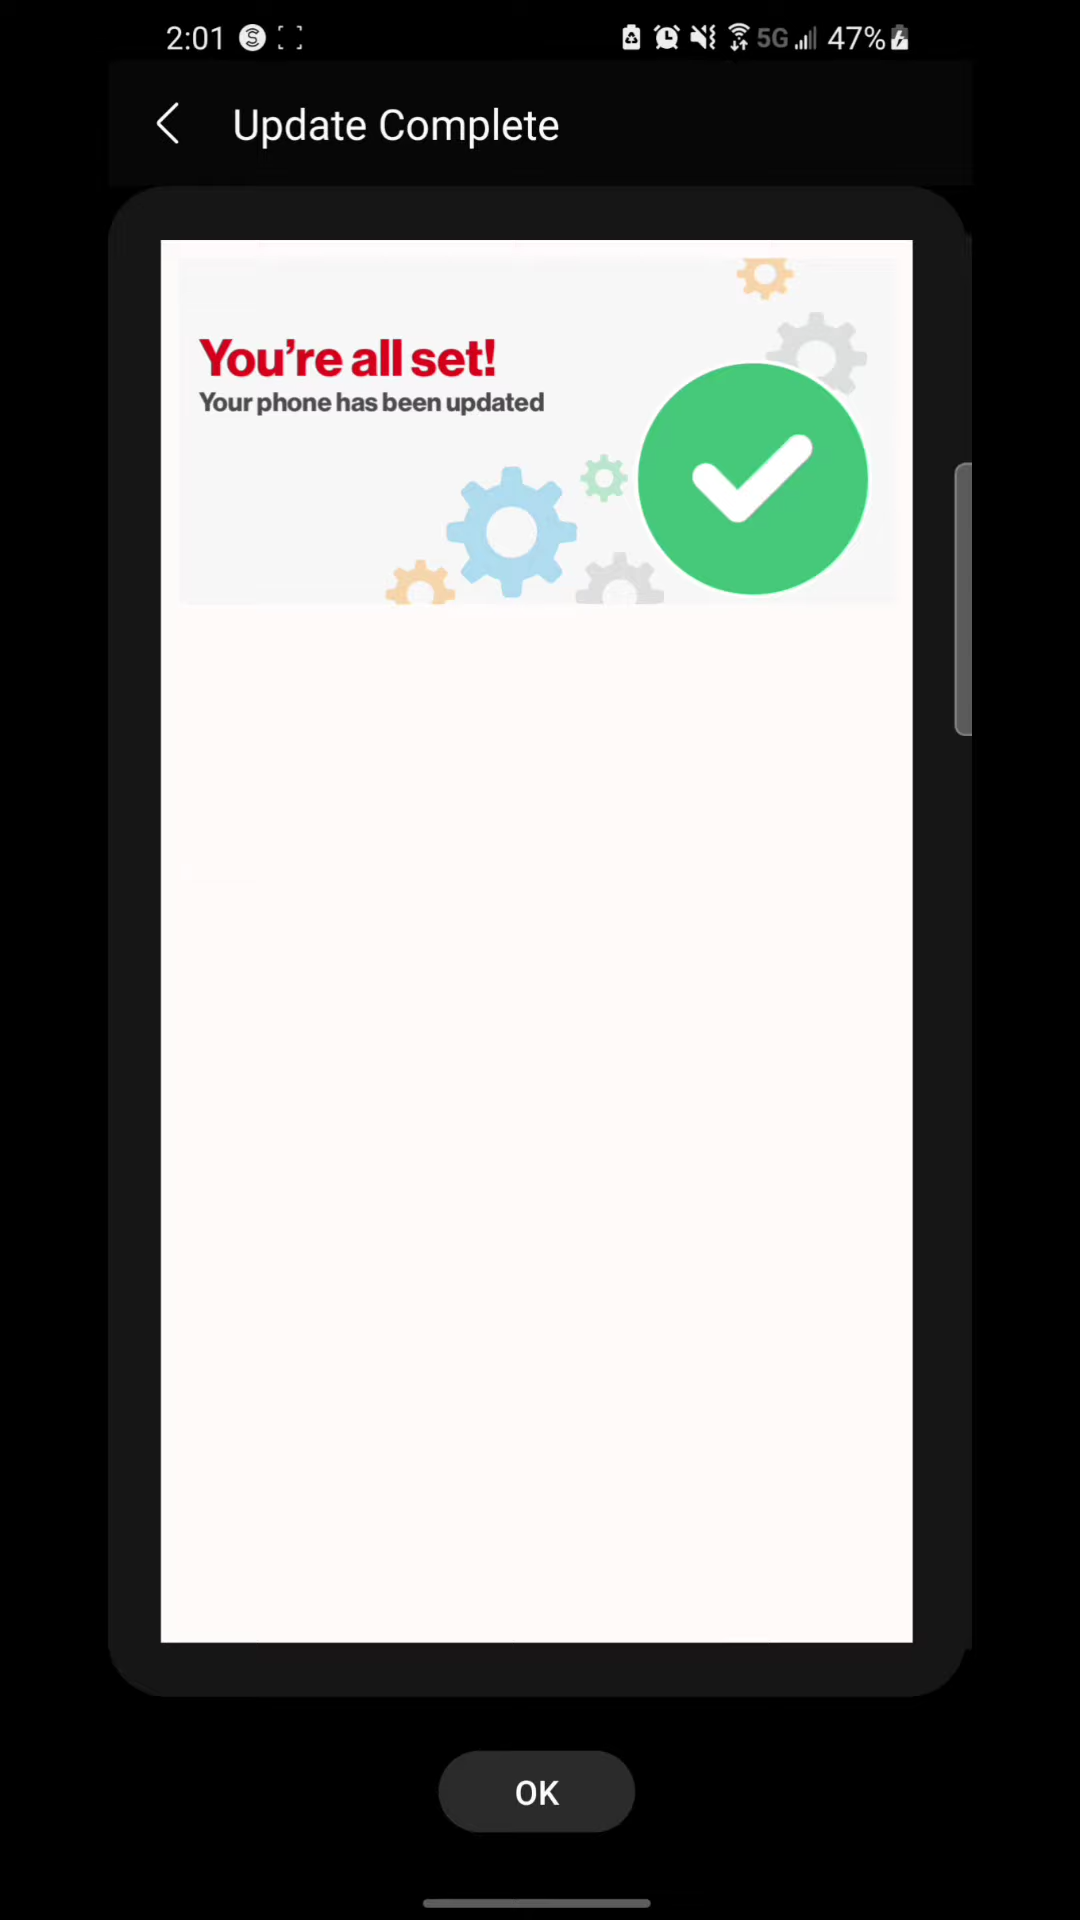 2:01 5G 47%
Update Complete
You're all set!
Your phone has been updated
OK